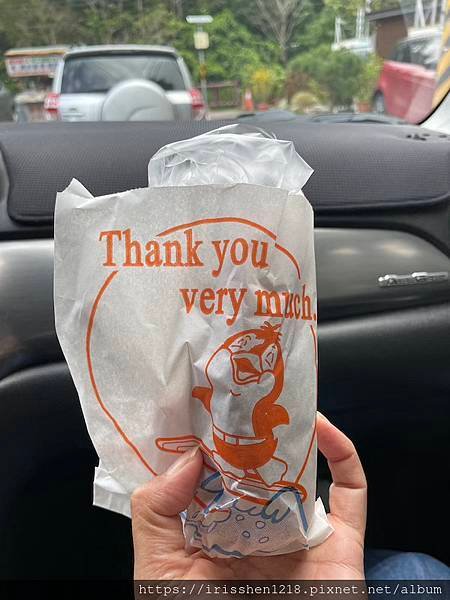 Thank you
very much.
https://irisshen1218.pixnet.net/album